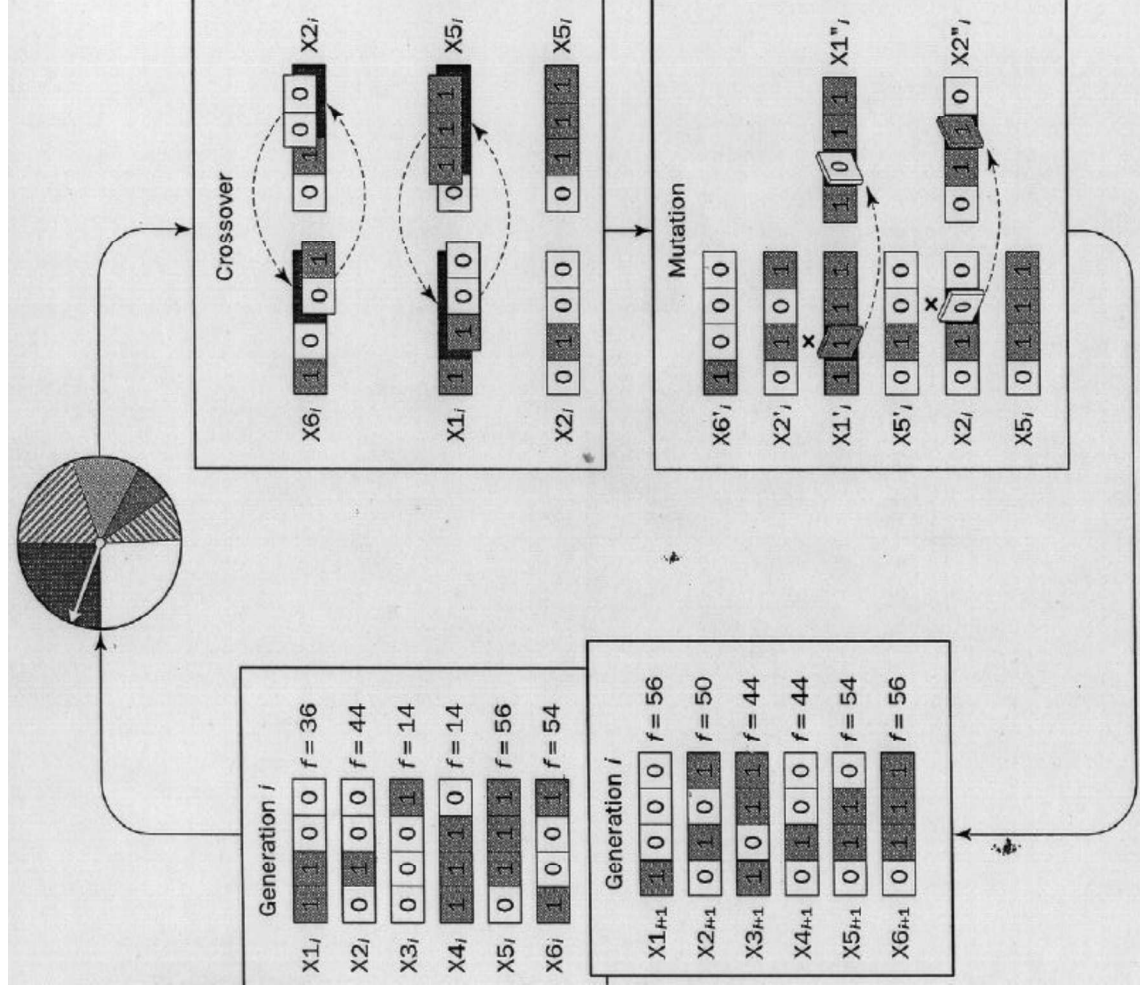 Generation i
X1i 1 1 0 0 f = 36
X2i 0 1 0 0 f = 44
X3i 0 0 0 1 f = 14
X4i 1 1 1 0 f = 14
X5i 0 1 1 1 f = 56
X6i 1 0 0 1 f = 54
Crossover
X6i 1 0 0 1 0 1 0 0 X2i
X1i 1 1 0 0 0 1 1 1 X5i
X2i 0 1 0 0 0 1 1 1 X5i
Mutation
X6'i 1 0 0 0
X2'i 0 1 0 1
x
X1'i 1 1 1 1 1 0 1 1 X1"i
X5'i 0 1 0 0
x
X2i 0 1 0 0 0 1 1 0 X2"i
X5i 0 1 1 1
Generation i
X1i+1 1 0 0 0 f = 56
X2i+1 0 1 0 1 f = 50
X3i+1 1 0 1 1 f = 44
X4i+1 0 1 0 0 f = 44
X5i+1 0 1 1 0 f = 54
X6i+1 0 1 1 1 f = 56